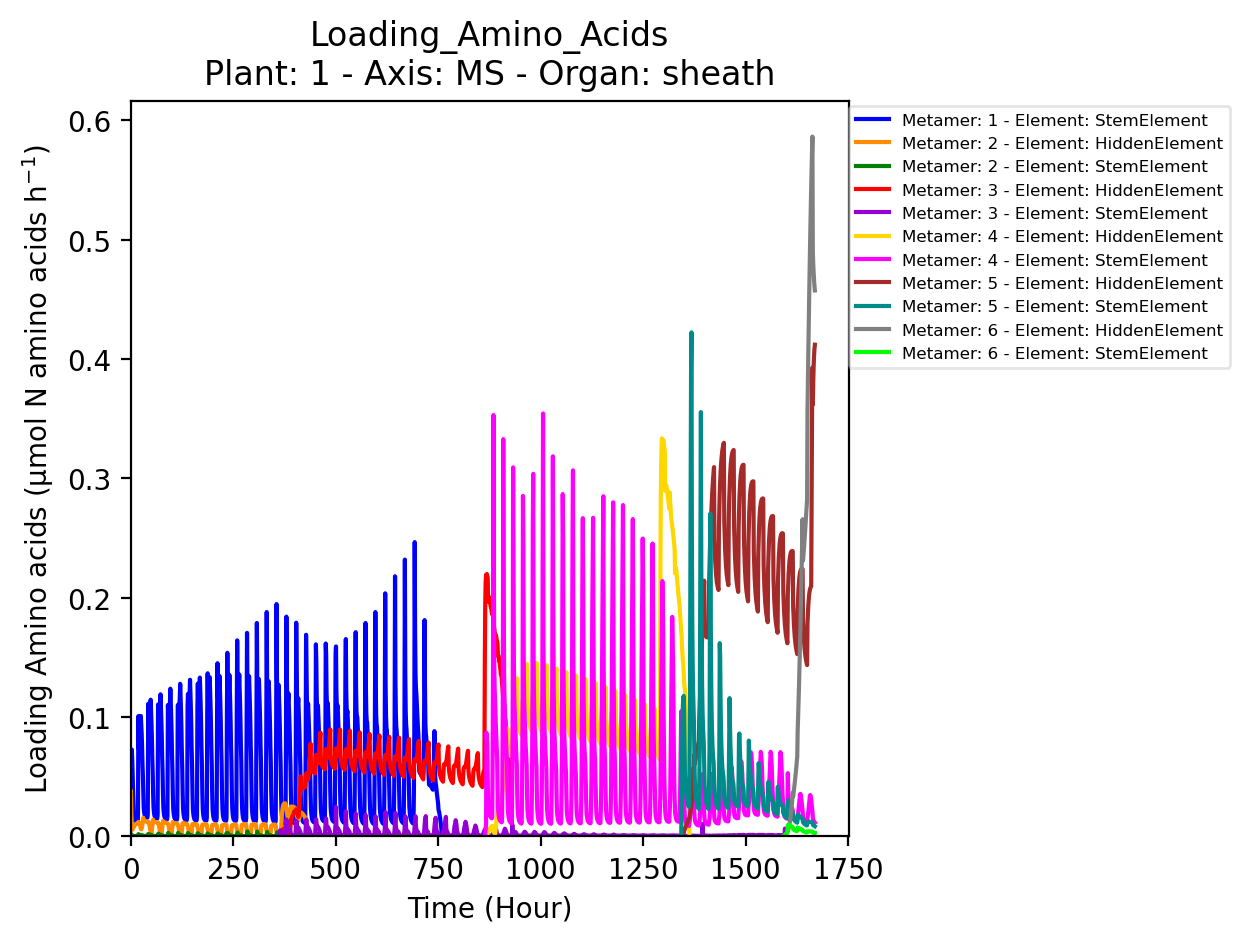 Loading_Amino_Acids
Plant: 1 - Axis: MS - Organ: sheath
Loading Amino acids (µmol N amino acids h⁻¹)
0.6
0.5
0.4
0.3
0.2
0.1
0.0
0 250 500 750 1000 1250 1500 1750
Time (Hour)
Metamer: 1 - Element: StemElement
Metamer: 2 - Element: HiddenElement
Metamer: 2 - Element: StemElement
Metamer: 3 - Element: HiddenElement
Metamer: 3 - Element: StemElement
Metamer: 4 - Element: HiddenElement
Metamer: 4 - Element: StemElement
Metamer: 5 - Element: HiddenElement
Metamer: 5 - Element: StemElement
Metamer: 6 - Element: HiddenElement
Metamer: 6 - Element: StemElement